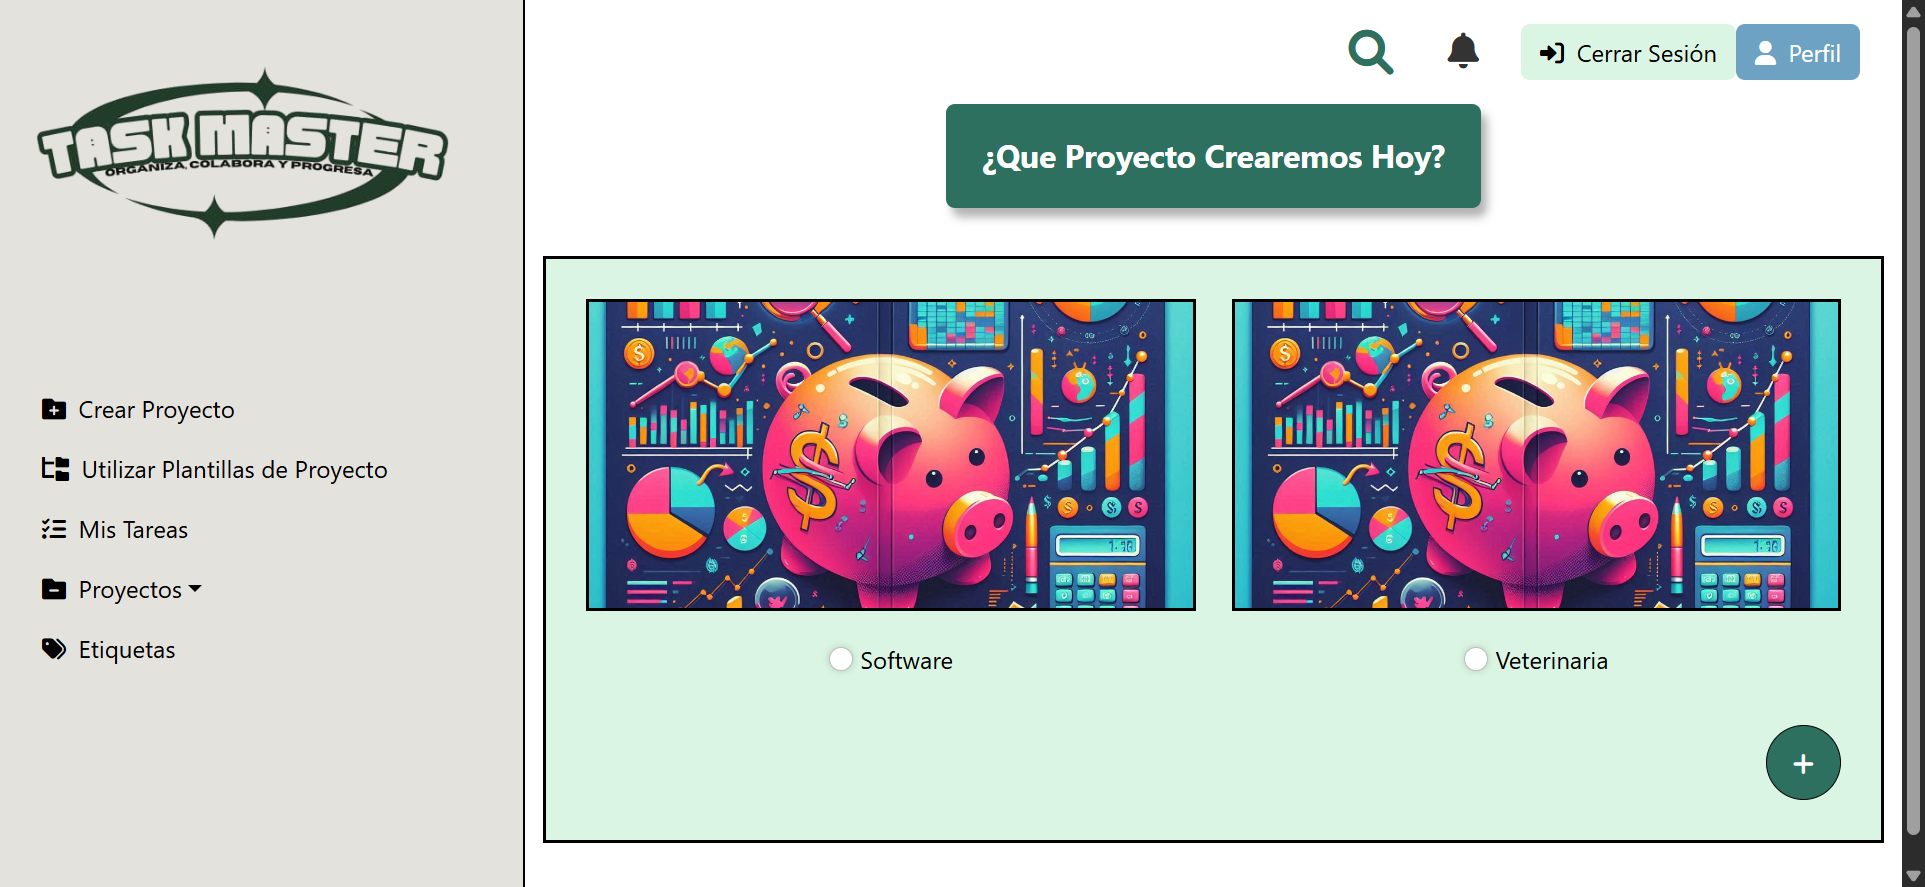 TASK MASTER
ORGANIZA, COLABORA Y PROGRESA
Crear Proyecto
Utilizar Plantillas de Proyecto
Mis Tareas
Proyectos
Etiquetas
Cerrar Sesión
Perfil
¿Que Proyecto Crearemos Hoy?
Software
Veterinaria